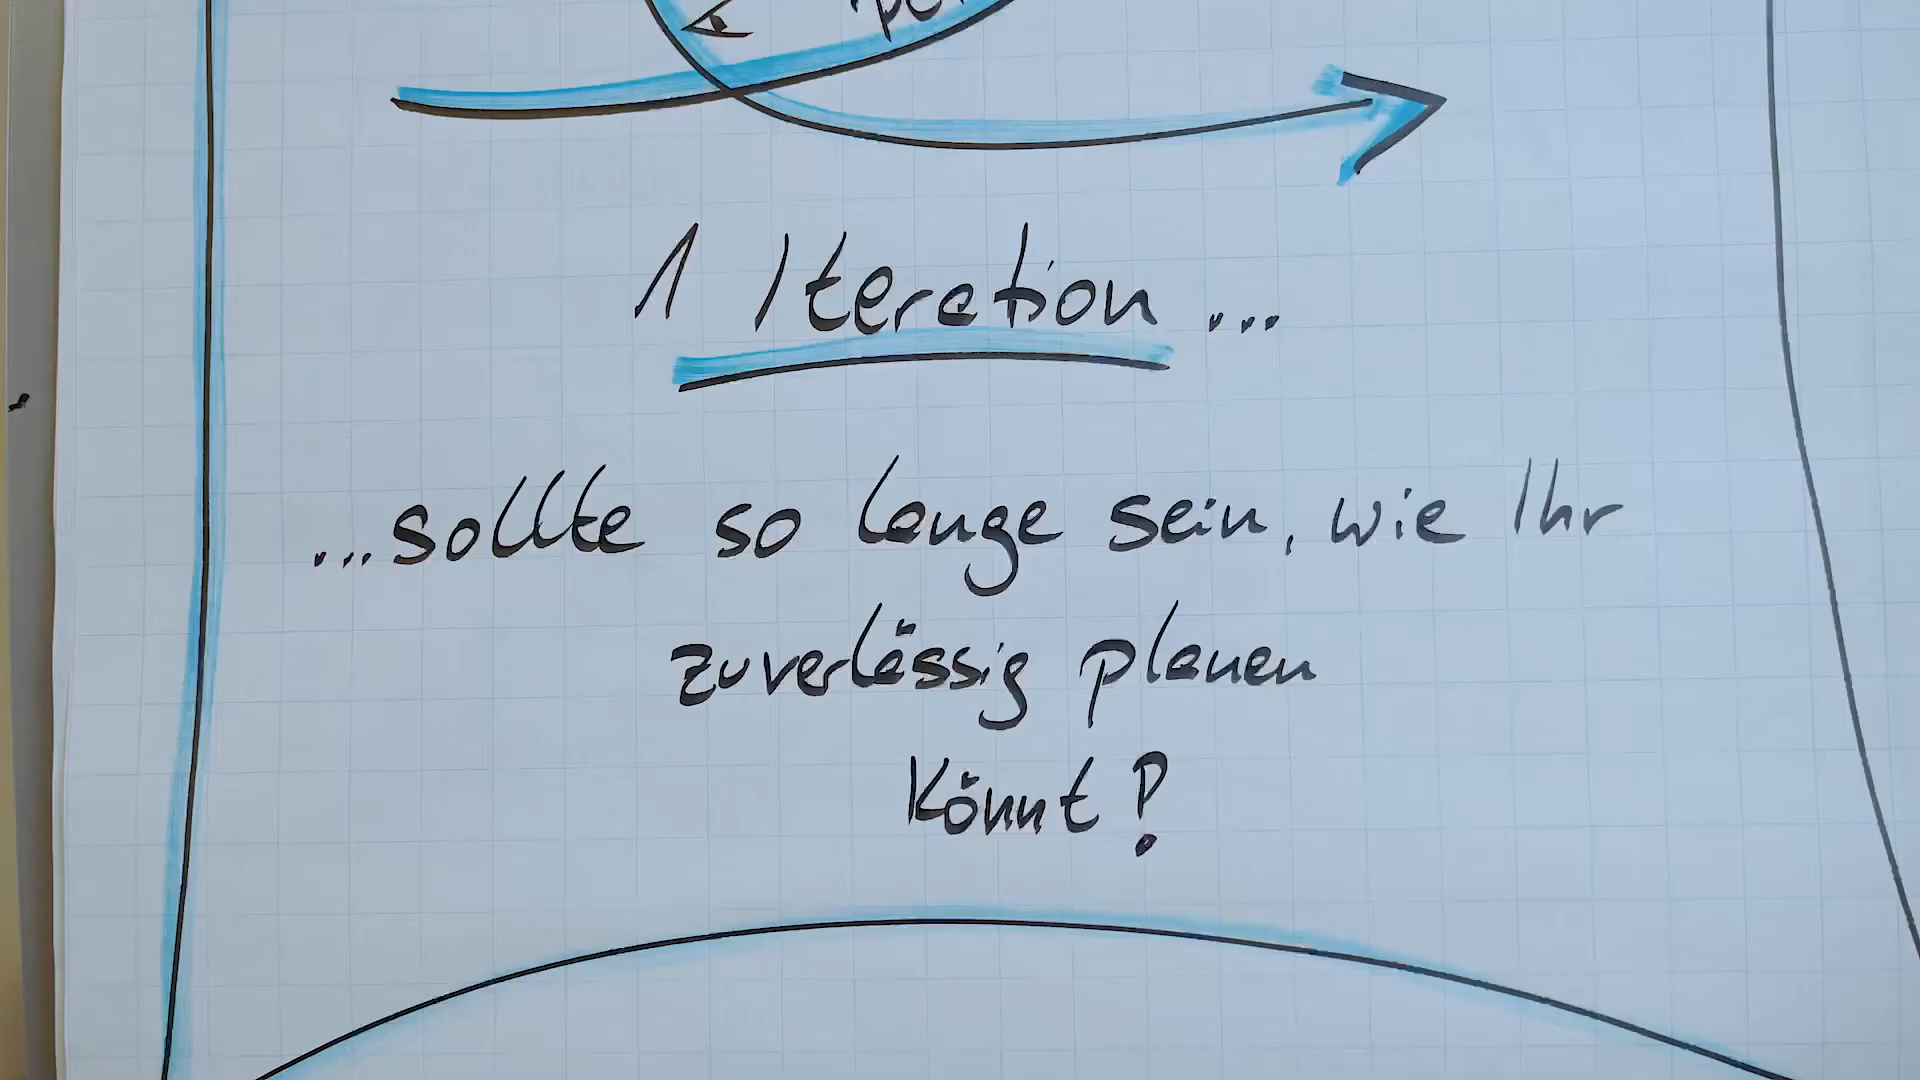 1 Iteration ...
... sollte so lange sein, wie Ihr
zuverlässig planen
könnt?